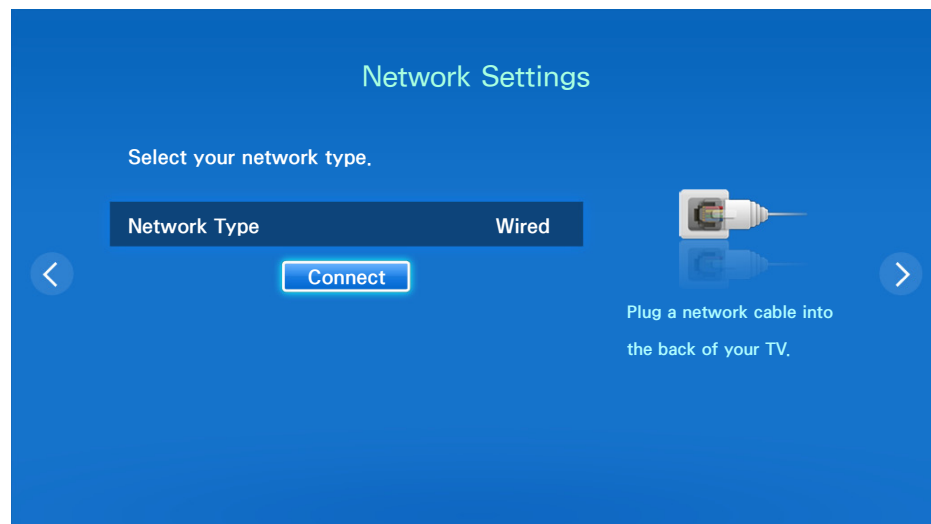 Network Settings
Select your network type.
Network Type Wired
Connect
Plug a network cable into
the back of your TV.